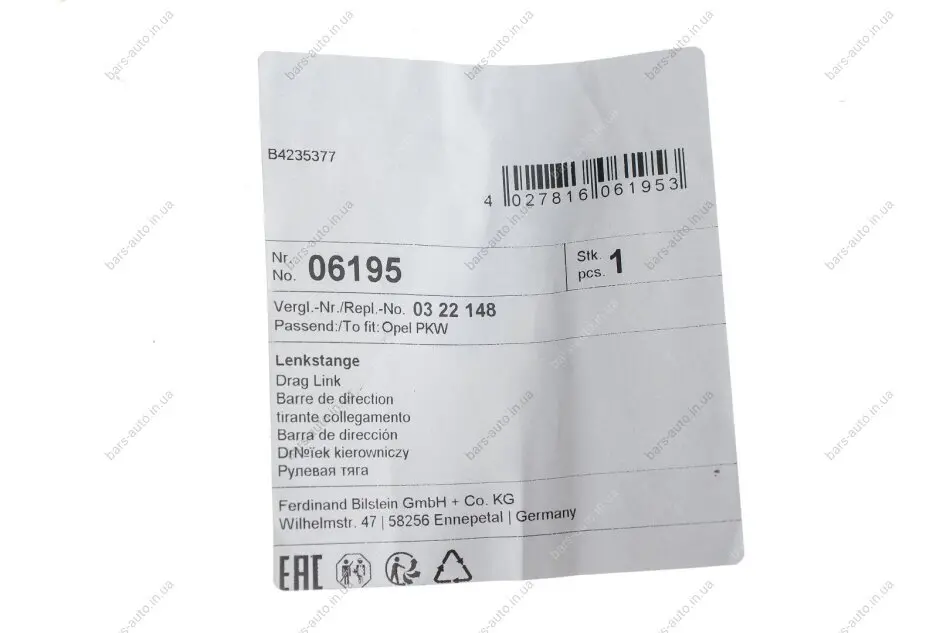 B4235377
4 027816 061953
Nr.
No. 06195
Stk.
pcs. 1
Vergl.-Nr./Repl.-No. 03 22 148
Passend:/To fit: Opel PKW
Lenkstange
Drag Link
Barre de direction
tirante collegamento
Barra de dirección
DrNºïek kierowniczy
Рулевая тяга
Ferdinand Bilstein GmbH + Co. KG
Wilhelmstr. 47 | 58256 Ennepetal | Germany
EAC
bars-auto.in.ua